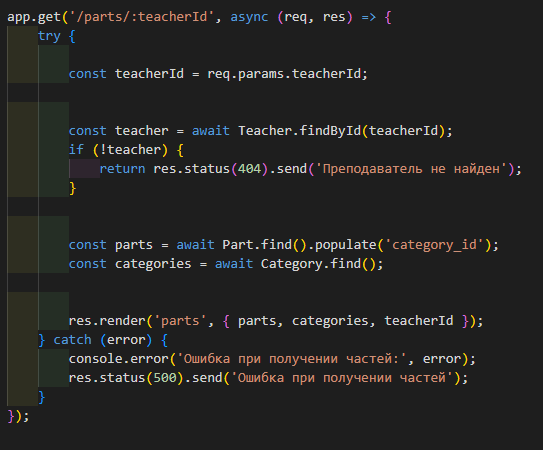 app.get('/parts/:teacherId', async (req, res) => {
try {
const teacherId = req.params.teacherId;
const teacher = await Teacher.findById(teacherId);
if (!teacher) {
return res.status(404).send('Преподаватель не найден');
}
const parts = await Part.find().populate('category_id');
const categories = await Category.find();
res.render('parts', { parts, categories, teacherId });
} catch (error) {
console.error('Ошибка при получении частей:', error);
res.status(500).send('Ошибка при получении частей');
}
});